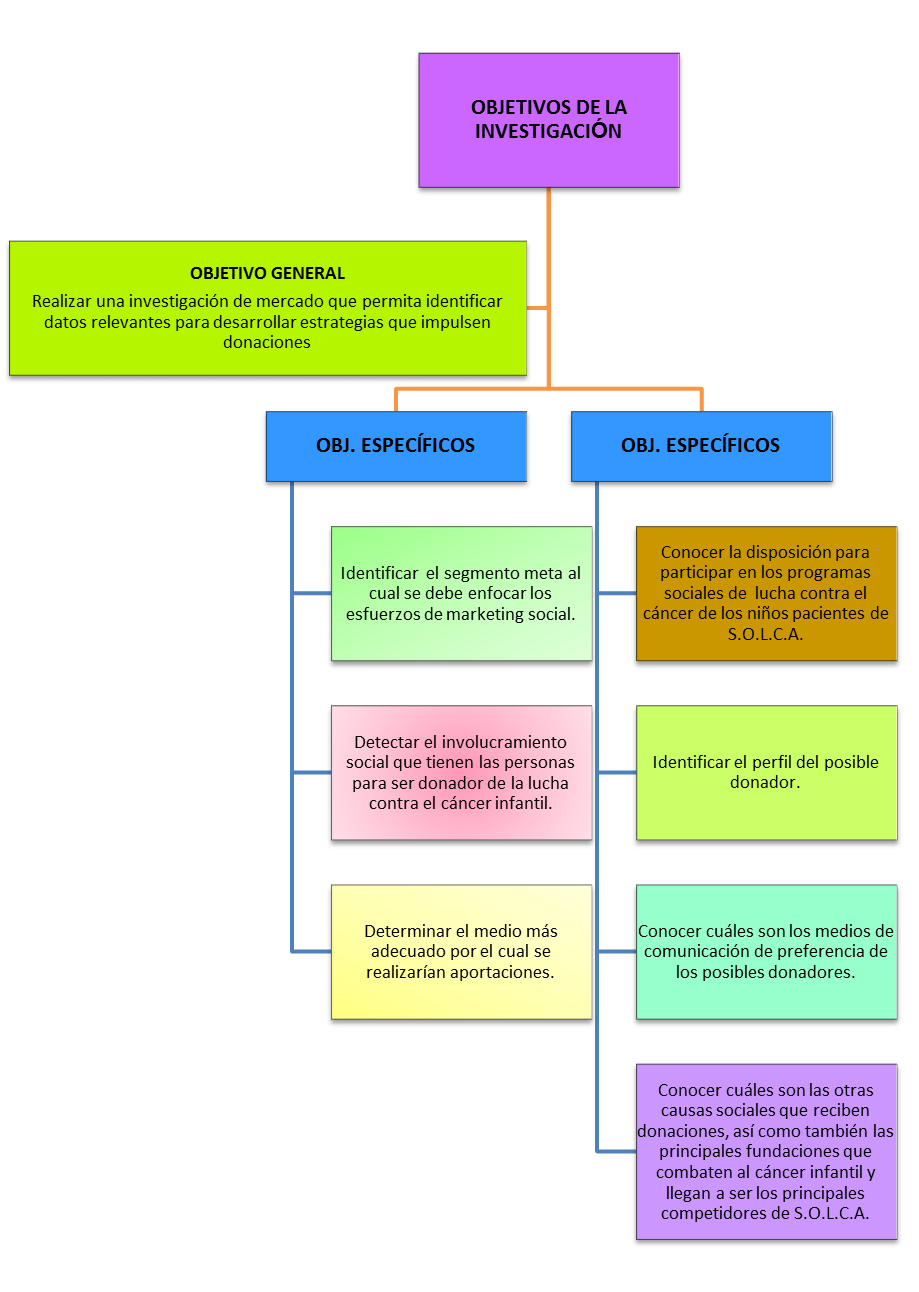 OBJETIVOS DE LA
INVESTIGACIÓN
OBJETIVO GENERAL
Realizar una investigación de mercado que permita identificar
datos relevantes para desarrollar estrategias que impulsen
donaciones
OBJ. ESPECÍFICOS
Identificar el segmento meta al
cual se debe enfocar los
esfuerzos de marketing social.
Detectar el involucramiento
social que tienen las personas
para ser donador de la lucha
contra el cáncer infantil.
Determinar el medio más
adecuado por el cual se
realizarían aportaciones.
OBJ. ESPECÍFICOS
Conocer la disposición para
participar en los programas
sociales de lucha contra el
cáncer de los niños pacientes de
S.O.L.C.A.
Identificar el perfil del posible
donador.
Conocer cuáles son los medios de
comunicación de preferencia de
los posibles donadores.
Conocer cuáles son las otras
causas sociales que reciben
donaciones, así como también las
principales fundaciones que
combaten al cáncer infantil y
llegan a ser los principales
competidores de S.O.L.C.A.